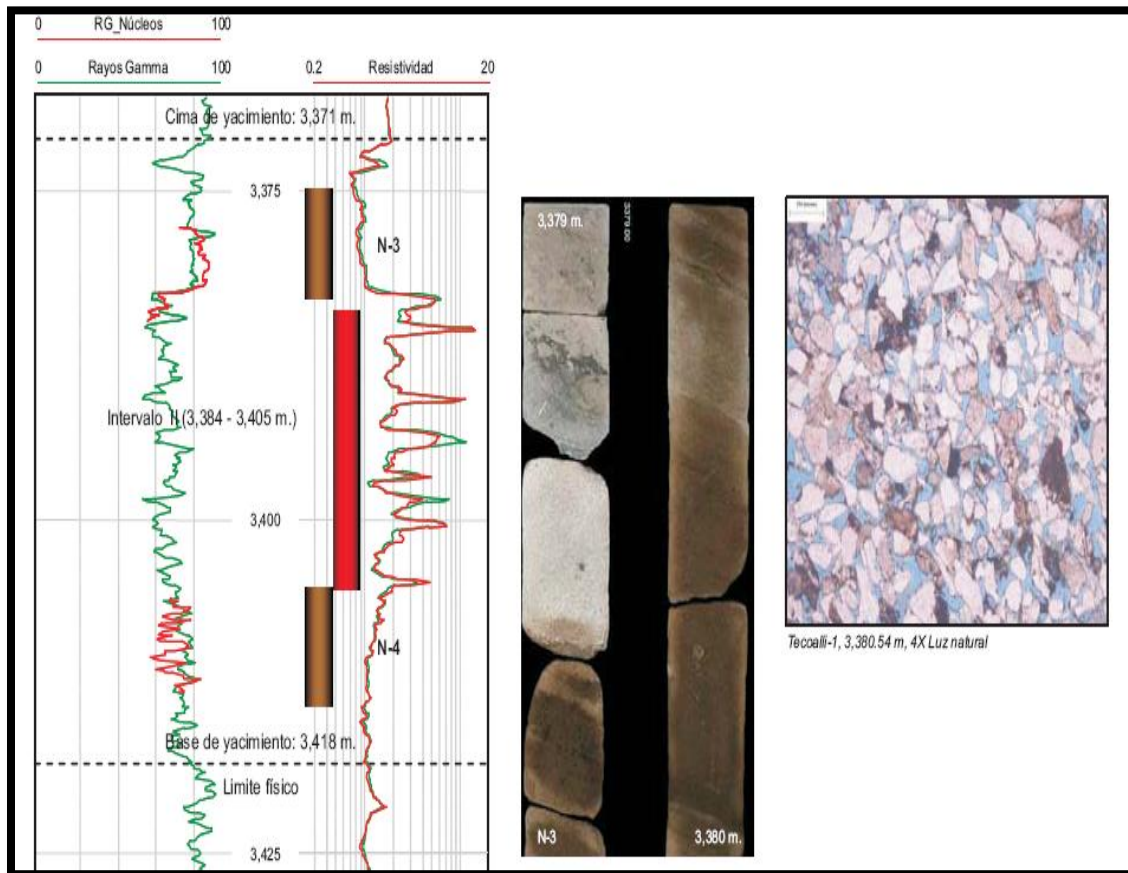 0 RG_Núcleos 100
0 Rayos Gamma 100
0.2 Resistividad 20
Cima de yacimiento: 3,371 m.
3,375
N-3
Intervalo II (3,384 - 3,405 m.)
3,400
N-4
Base de yacimiento: 3,418 m.
Limite físico
3,425
3,379 m.
3379.00
N-3
3,380 m.
Tecoalli-1, 3,380.54 m, 4X Luz natural